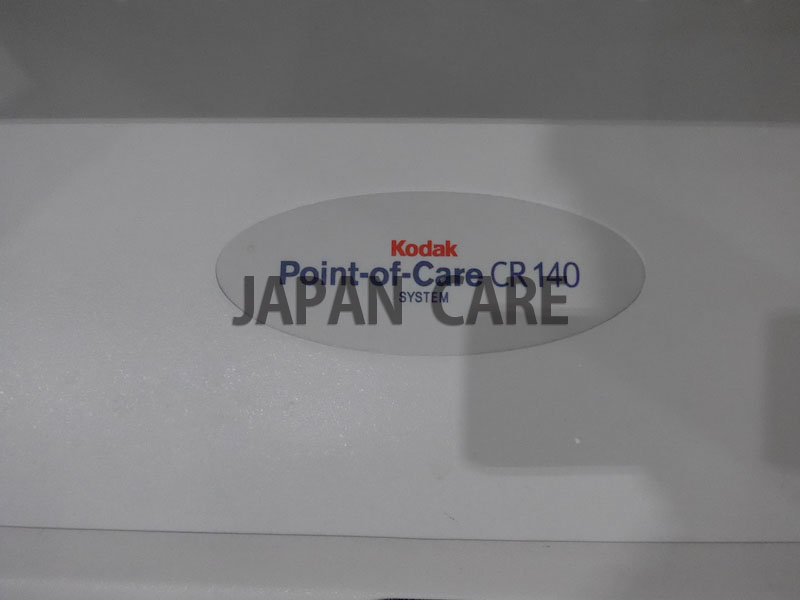 Kodak
Point-of-Care CR 140
SYSTEM
JAPAN CARE